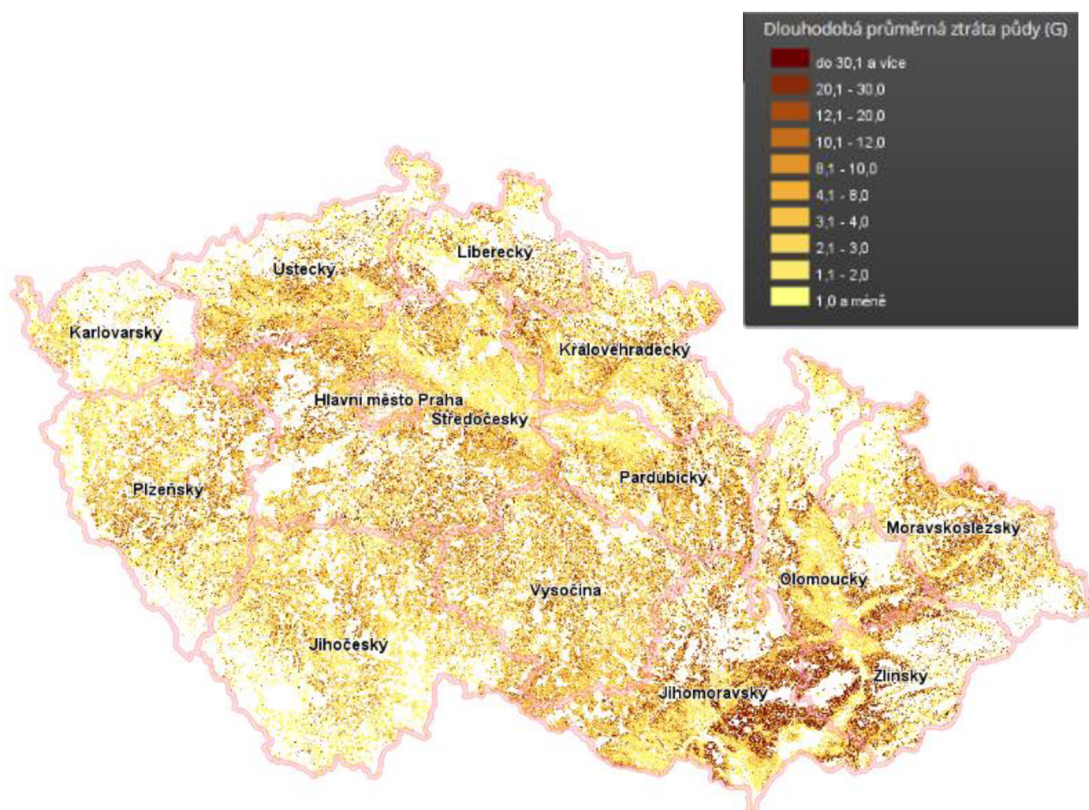 Dlouhodobá průměrná ztráta půdy (G)
do 30,1 a více
20,1 - 30,0
12,1 - 20,0
10,1 - 12,0
8,1 - 10,0
4,1 - 8,0
3,1 - 4,0
2,1 - 3,0
1,1 - 2,0
1,0 a méně
Liberecký
Ústecký
Karlovarský
Královéhradecký
Hlavní město Praha
Středočeský
Pardubický
Plzeňský
Moravskoslezský
Olomoucký
Vysočina
Jihočeský
Zlínský
Jihomoravský